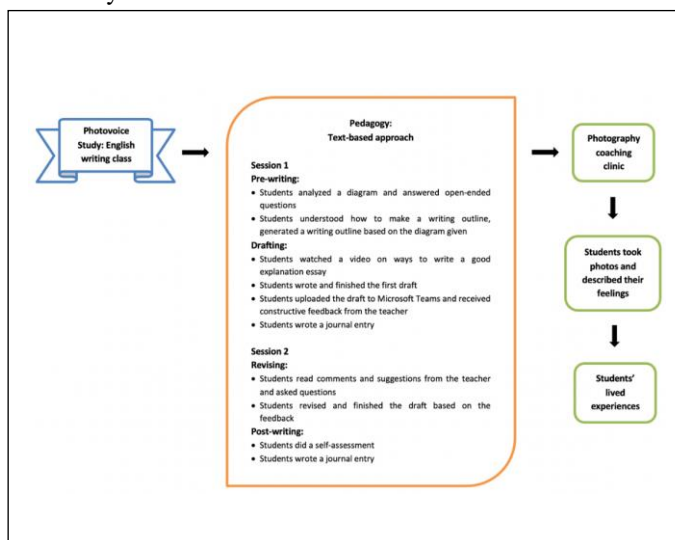 Photovoice
Study: English
writing class
Pedagogy:
Text-based approach
Session 1
Pre-writing:
• Students analyzed a diagram and answered open-ended
questions
• Students understood how to make a writing outline,
generated a writing outline based on the diagram given
Drafting:
• Students watched a video on ways to write a good
explanation essay
• Students wrote and finished the first draft
• Students uploaded the draft to Microsoft Teams and received
constructive feedback from the teacher
• Students wrote a journal entry
Session 2
Revising:
• Students read comments and suggestions from the teacher
and asked questions
• Students revised and finished the draft based on the
feedback
Post-writing:
• Students did a self-assessment
• Students wrote a journal entry
Photography
coaching
clinic
Students took
photos and
described their
feelings
Students'
lived
experiences